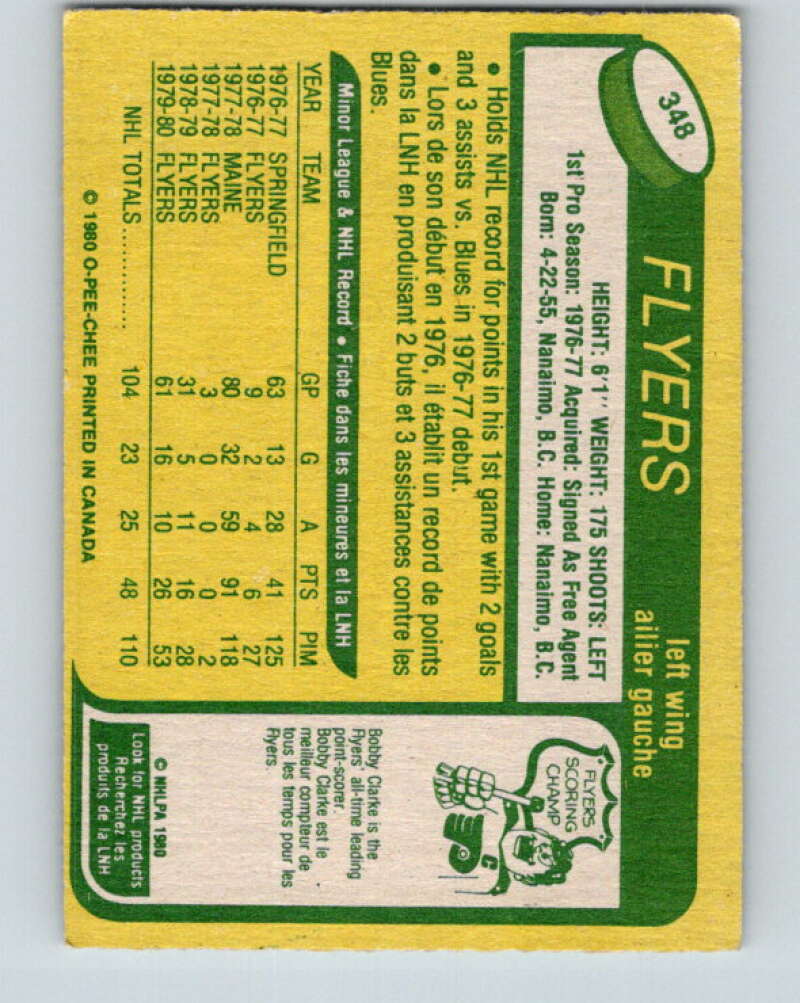 348
FLYERS
left wing
ailier gauche
HEIGHT: 6'1'' WEIGHT: 175 SHOOTS: LEFT
1st Pro Season: 1976-77 Acquired: Signed As Free Agent
Born: 4-22-55, Nanaimo, B.C. Home: Nanaimo, B.C.
• Holds NHL record for points in his 1st game with 2 goals
and 3 assists vs. Blues in 1976-77 debut.
• Lors de son début en 1976, il établit un record de points
dans la LNH en produisant 2 buts et 3 assistances contre les
Blues.
Minor League & NHL Record • Fiche dans les mineures et la LNH
YEAR TEAM GP G A PTS PIM
1976-77 SPRINGFIELD 63 13 28 41 125
1976-77 FLYERS 9 2 4 6 27
1977-78 MAINE 80 32 59 91 118
1977-78 FLYERS 3 0 0 0 2
1978-79 FLYERS 31 5 11 16 28
1979-80 FLYERS 61 16 10 26 53
NHL TOTALS.............. 104 23 25 48 110
© 1980 O-PEE-CHEE PRINTED IN CANADA
FLYERS
SCORING
CHAMP
C
Bobby Clarke is the
Flyers' all-time leading
point-scorer.
Bobby Clarke est le
meilleur compteur de
tous les temps pour les
Flyers.
© NHLPA 1980
Look for NHL products
Recherchez les
produits de la LNH